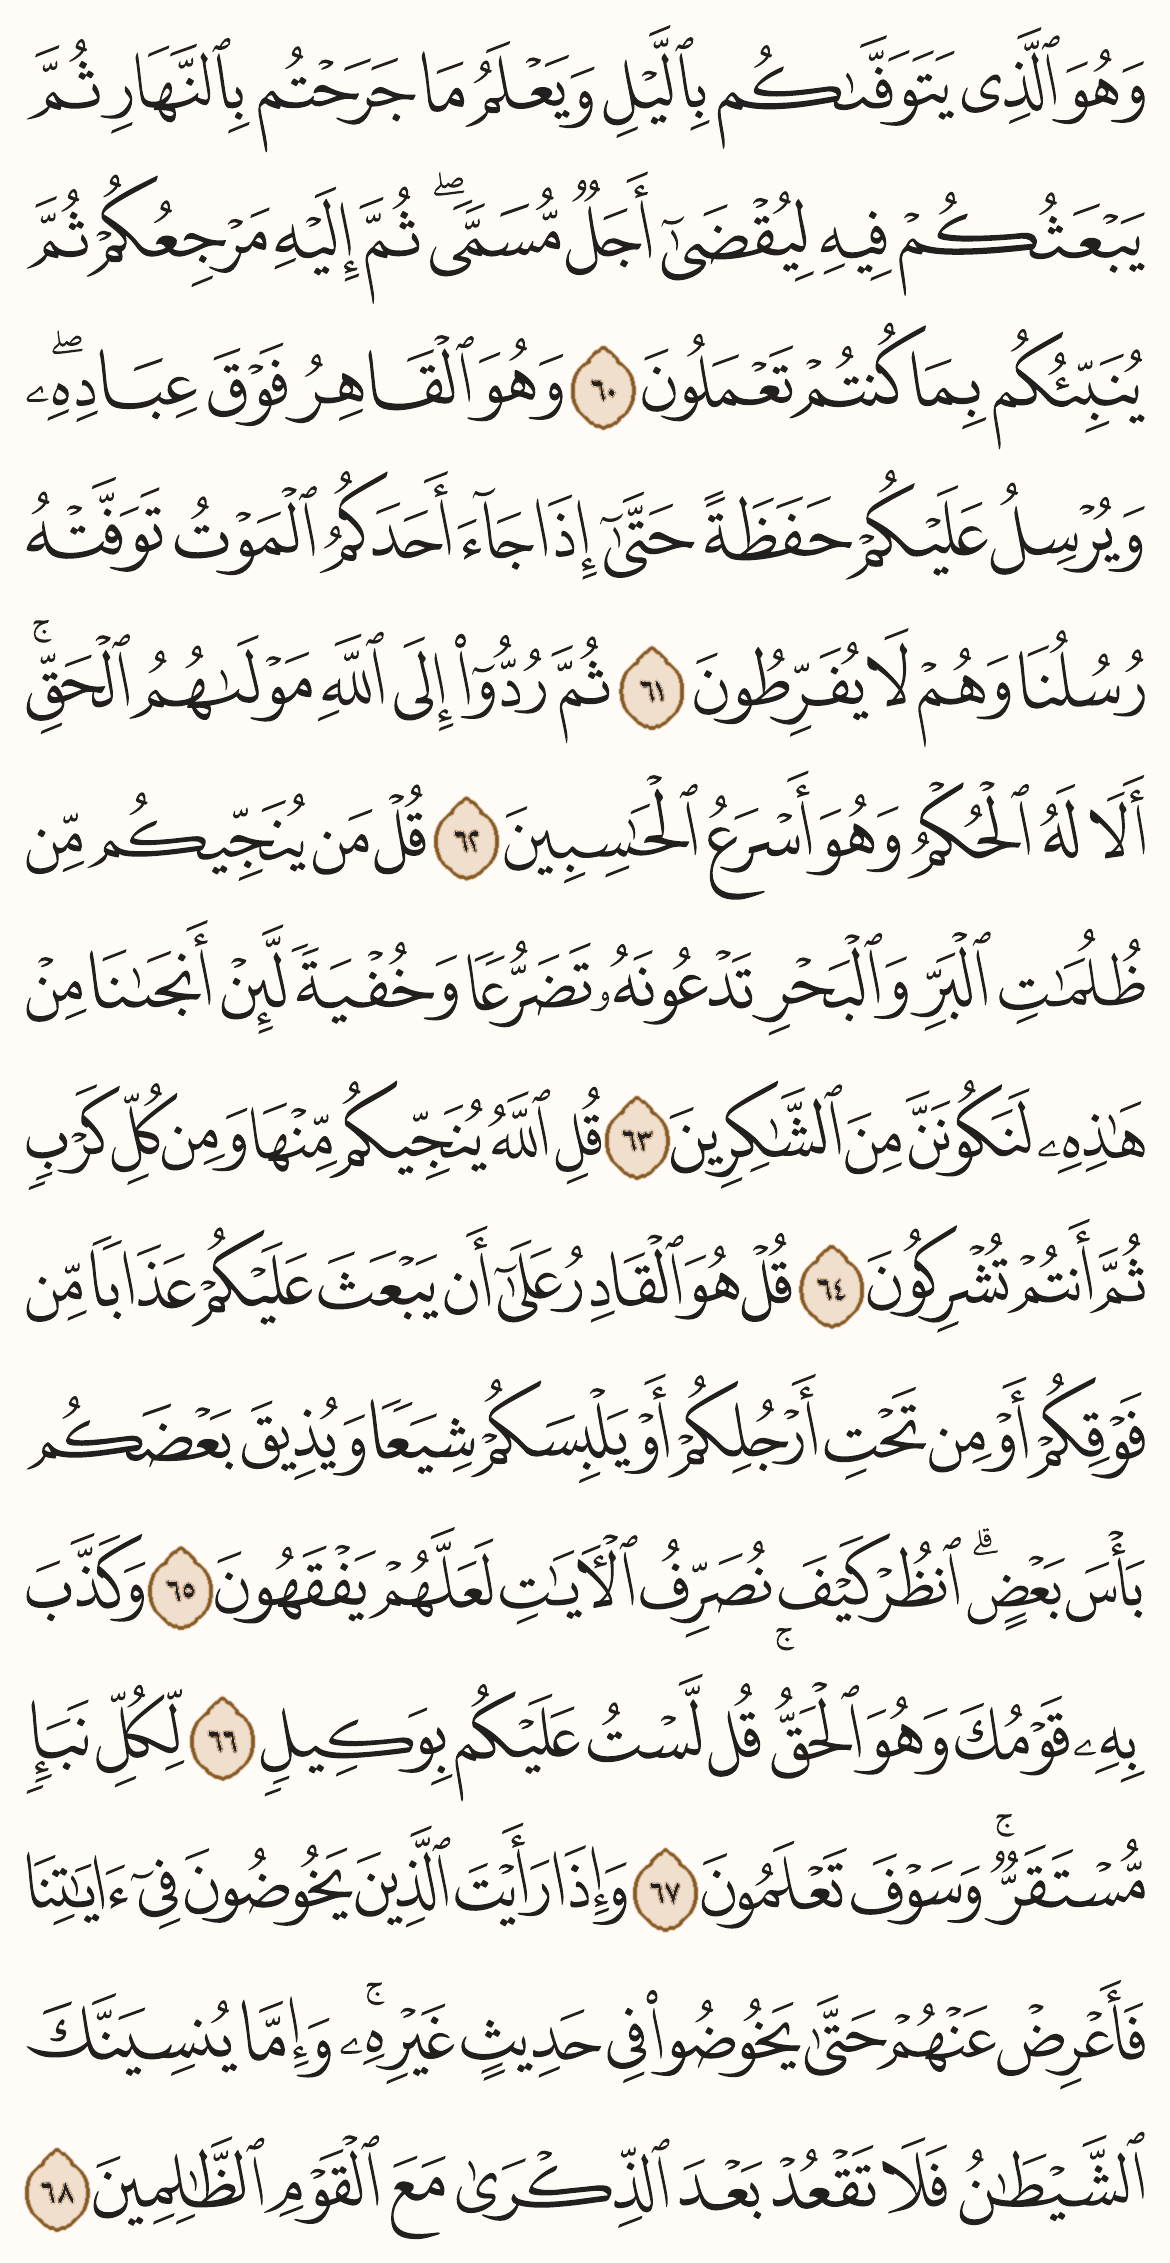 وَهُوَ ٱلَّذِى يَتَوَفَّىٰكُم بِٱلَّيْلِ وَيَعْلَمُ مَا جَرَحْتُم بِٱلنَّهَارِ ثُمَّ
يَبْعَثُكُمْ فِيهِ لِيُقْضَىٰٓ أَجَلٌ مُّسَمًّى ۖ ثُمَّ إِلَيْهِ مَرْجِعُكُمْ ثُمَّ
يُنَبِّئُكُم بِمَا كُنتُمْ تَعْمَلُونَ ٦٠ وَهُوَ ٱلْقَاهِرُ فَوْقَ عِبَادِهِۦ ۖ
وَيُرْسِلُ عَلَيْكُمْ حَفَظَةً حَتَّىٰٓ إِذَا جَآءَ أَحَدَكُمُ ٱلْمَوْتُ تَوَفَّتْهُ
رُسُلُنَا وَهُمْ لَا يُفَرِّطُونَ ٦١ ثُمَّ رُدُّوٓا۟ إِلَى ٱللَّهِ مَوْلَىٰهُمُ ٱلْحَقِّ ۚ
أَلَا لَهُ ٱلْحُكْمُ وَهُوَ أَسْرَعُ ٱلْحَـٰسِبِينَ ٦٢ قُلْ مَن يُنَجِّيكُم مِّن
ظُلُمَـٰتِ ٱلْبَرِّ وَٱلْبَحْرِ تَدْعُونَهُۥ تَضَرُّعًا وَخُفْيَةً لَّئِنْ أَنجَىٰنَا مِنْ
هَـٰذِهِۦ لَنَكُونَنَّ مِنَ ٱلشَّـٰكِرِينَ ٦٣ قُلِ ٱللَّهُ يُنَجِّيكُم مِّنْهَا وَمِن كُلِّ كَرْبٍ
ثُمَّ أَنتُمْ تُشْرِكُونَ ٦٤ قُلْ هُوَ ٱلْقَادِرُ عَلَىٰٓ أَن يَبْعَثَ عَلَيْكُمْ عَذَابًا مِّن
فَوْقِكُمْ أَوْ مِن تَحْتِ أَرْجُلِكُمْ أَوْ يَلْبِسَكُمْ شِيَعًا وَيُذِيقَ بَعْضَكُم
بَأْسَ بَعْضٍ ۗ ٱنظُرْ كَيْفَ نُصَرِّفُ ٱلْـَٔايَـٰتِ لَعَلَّهُمْ يَفْقَهُونَ ٦٥ وَكَذَّبَ
بِهِۦ قَوْمُكَ وَهُوَ ٱلْحَقُّ ۚ قُل لَّسْتُ عَلَيْكُم بِوَكِيلٍ ٦٦ لِّكُلِّ نَبَإٍ
مُّسْتَقَرٌّ ۚ وَسَوْفَ تَعْلَمُونَ ٦٧ وَإِذَا رَأَيْتَ ٱلَّذِينَ يَخُوضُونَ فِىٓ ءَايَـٰتِنَا
فَأَعْرِضْ عَنْهُمْ حَتَّىٰ يَخُوضُوا۟ فِى حَدِيثٍ غَيْرِهِۦ ۚ وَإِمَّا يُنسِيَنَّكَ
ٱلشَّيْطَـٰنُ فَلَا تَقْعُدْ بَعْدَ ٱلذِّكْرَىٰ مَعَ ٱلْقَوْمِ ٱلظَّـٰلِمِينَ ٦٨